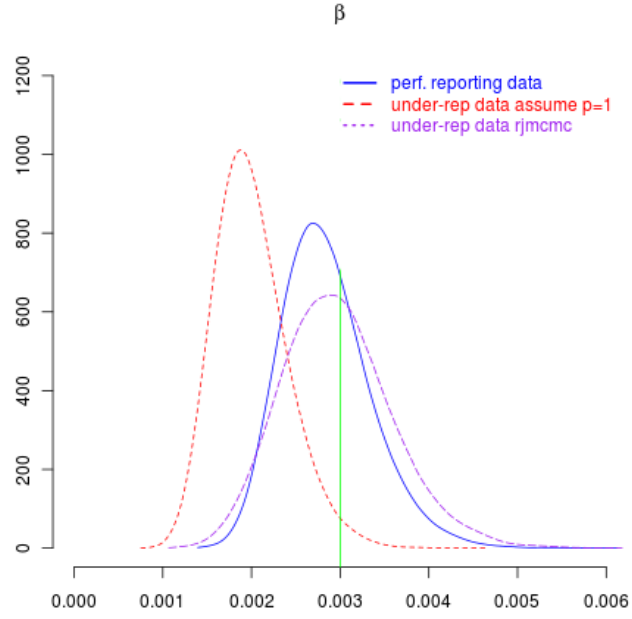 β
perf. reporting data
under-rep data assume p=1
under-rep data rjmcmc
1200
1000
800
600
400
200
0
0.000 0.001 0.002 0.003 0.004 0.005 0.006